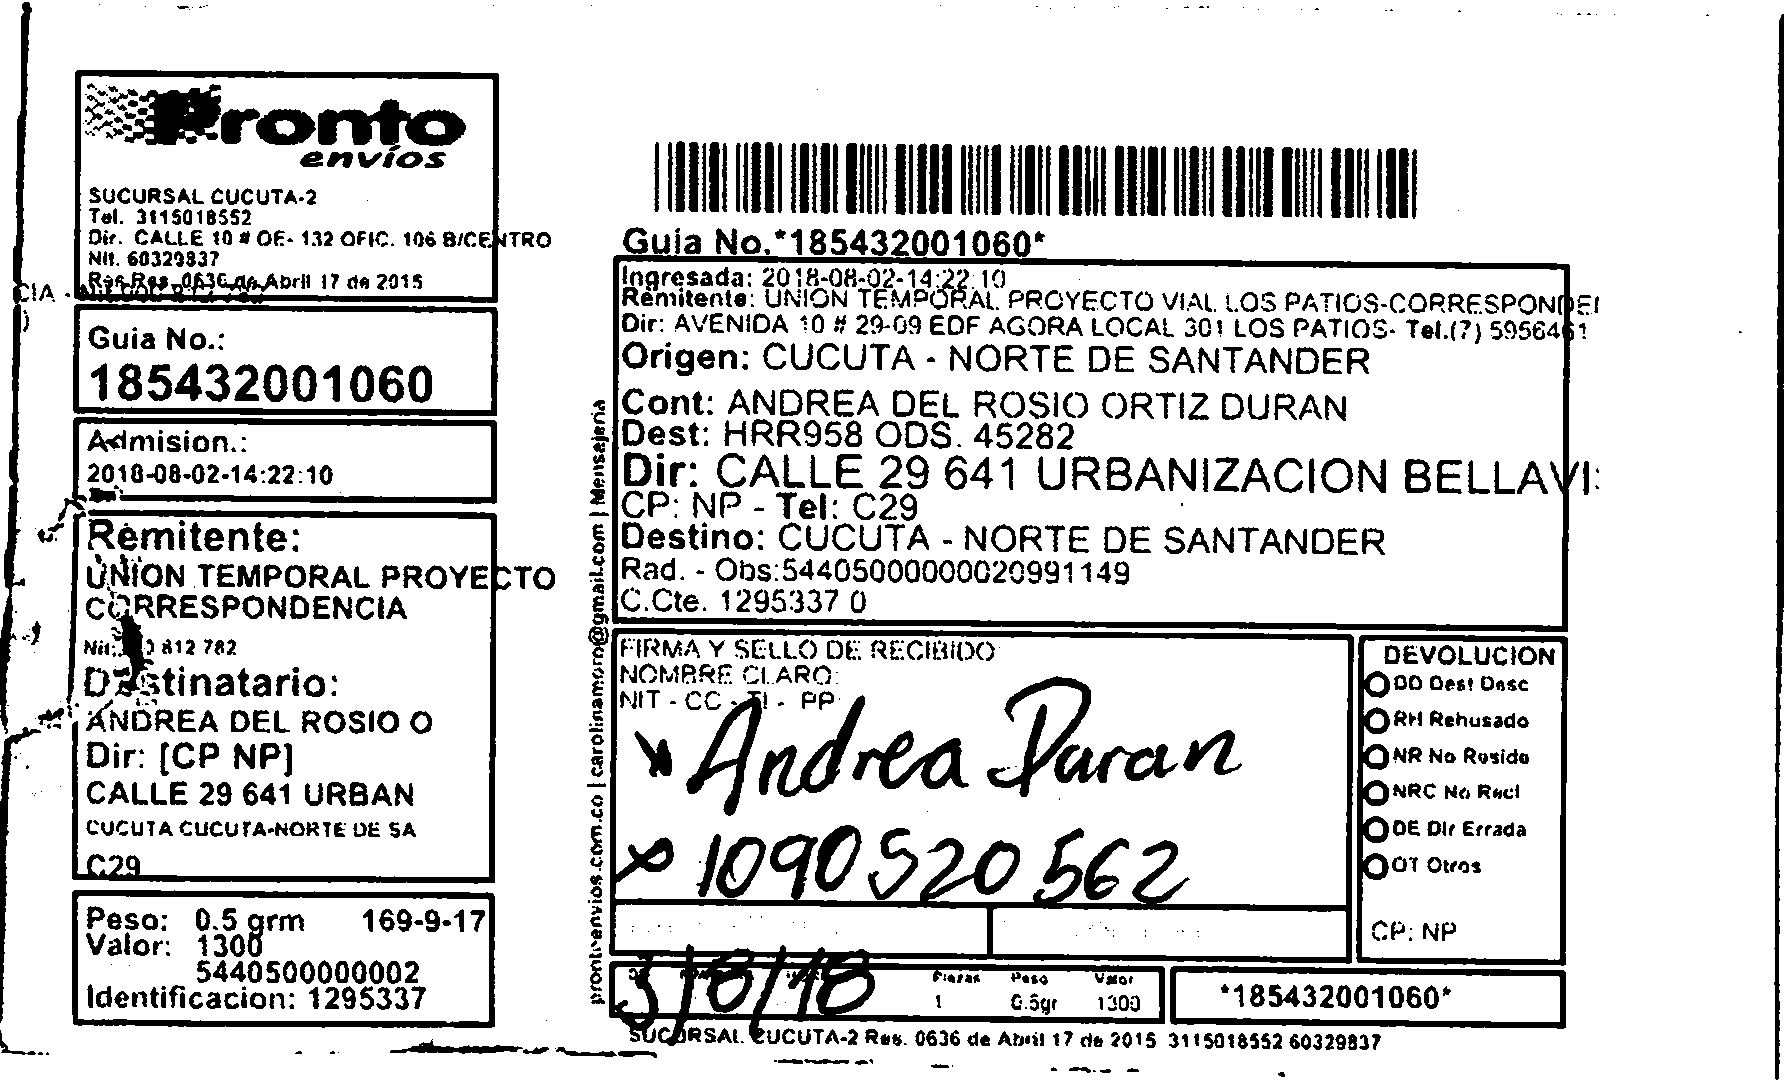 Pronto
envíos
SUCURSAL CUCUTA-2
Tel. 3115018552
Dir. CALLE 10 # OE- 132 OFIC. 106 B/CENTRO
Nit. 60329837
Res. 0636 de Abril 17 de 2015
CIA -
Guia No.:
185432001060
Admision.:
2018-08-02-14:22:10
Remitente:
UNION TEMPORAL PROYECTO
CORRESPONDENCIA
Nit: 812 782
Destinatario:
ANDREA DEL ROSIO O
Dir: [CP NP]
CALLE 29 641 URBAN
CUCUTA CUCUTA-NORTE DE SA
C29
Peso: 0.5 grm 169-9-17
Valor: 1300
5440500000002
Identificacion: 1295337
prontoenvios.com.co | carolinamoro@gmail.com | Mensajeria
Guia No.*185432001060*
Ingresada: 2018-08-02-14:22:10
Remitente: UNION TEMPORAL PROYECTO VIAL LOS PATIOS-CORRESPONDEI
Dir: AVENIDA 10 # 29-09 EDF AGORA LOCAL 301 LOS PATIOS- Tel.(7) 5956461
Origen: CUCUTA - NORTE DE SANTANDER
Cont: ANDREA DEL ROSIO ORTIZ DURAN
Dest: HRR958 ODS. 45282
Dir: CALLE 29 641 URBANIZACION BELLAVI
CP: NP - Tel: C29
Destino: CUCUTA - NORTE DE SANTANDER
Rad. - Obs:54405000000020991149
C.Cte. 1295337 0
FIRMA Y SELLO DE RECIBIDO
NOMBRE CLARO:
NIT - CC - TI - PP
Andrea Duran
x 1090520562
3/8/18
Piezas Peso Valor
1 0.5gr 1300
DEVOLUCION
DD Dest Desc
RH Rehusado
NR No Reside
NRC No Recl
DE Dir Errada
OT Otros
CP: NP
*185432001060*
SUCURSAL CUCUTA-2 Res. 0636 de Abril 17 de 2015 3115018552 60329837